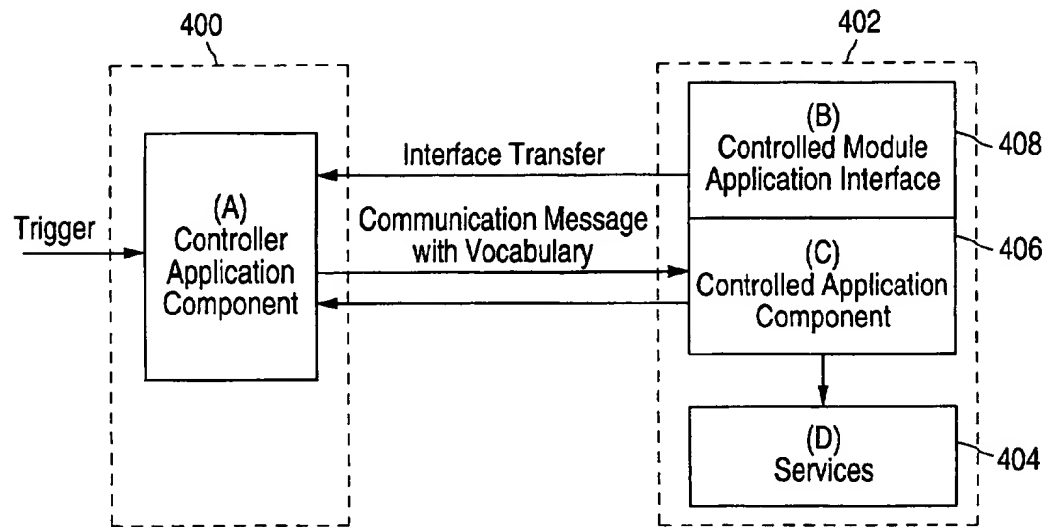 400
402
(A)
Controller
Application
Component
Trigger
Interface Transfer
Communication Message
with Vocabulary
(B)
Controlled Module
Application Interface
408
(C)
Controlled Application
Component
406
(D)
Services
404